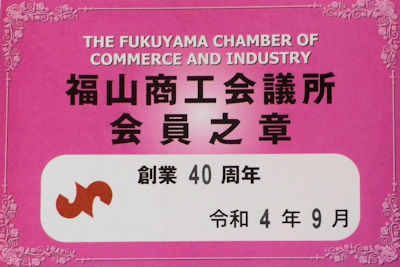 THE FUKUYAMA CHAMBER OF
COMMERCE AND INDUSTRY
福山商工会議所
会員之章
創業 40 周年
令和 4 年 9 月